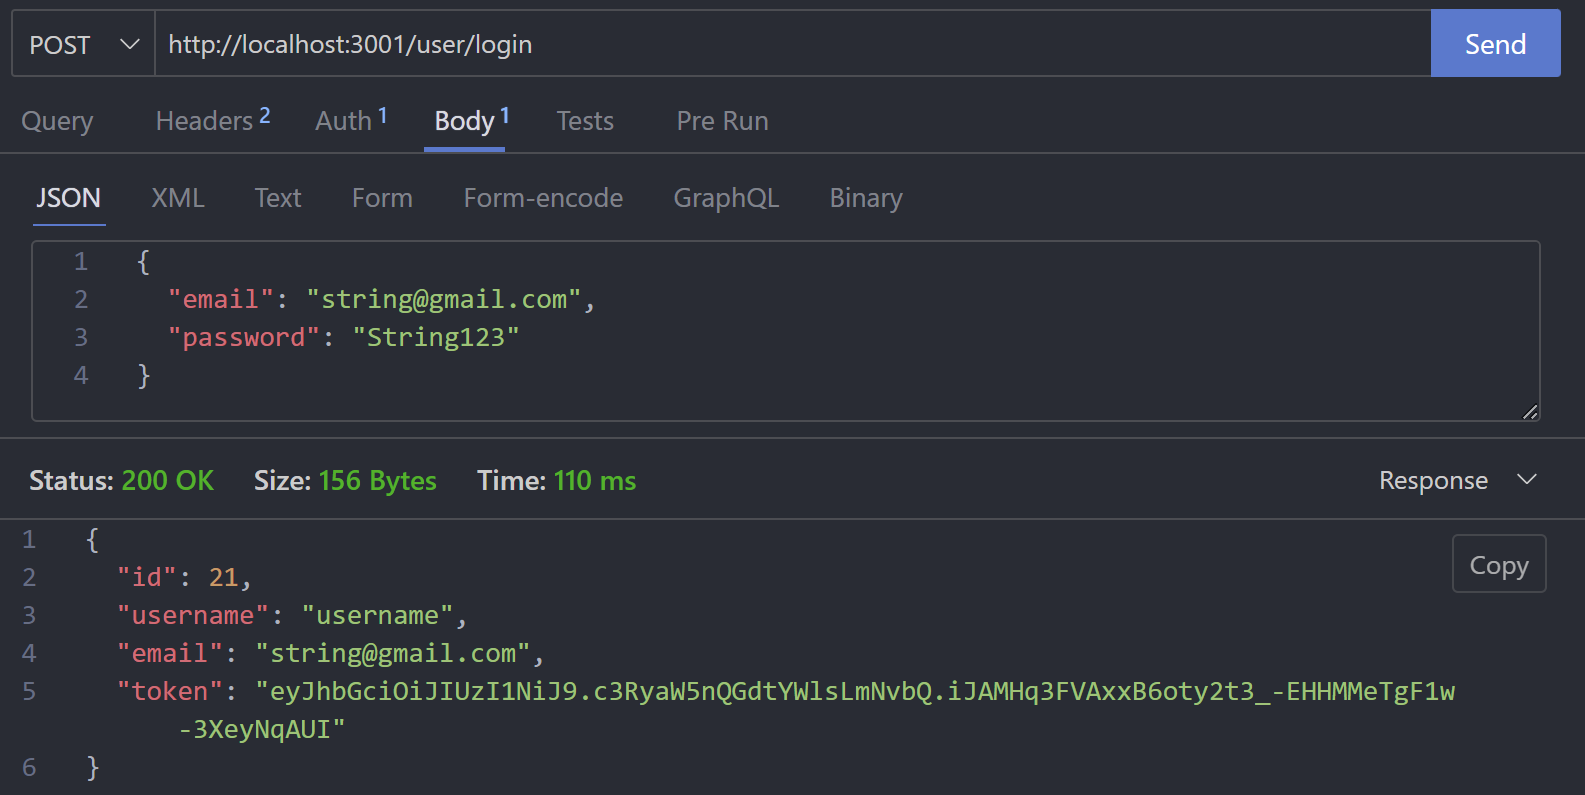 POST http://localhost:3001/user/login Send
Query Headers 2 Auth 1 Body 1 Tests Pre Run
JSON XML Text Form Form-encode GraphQL Binary
1 {
2 "email": "string@gmail.com",
3 "password": "String123"
4 }
Status: 200 OK Size: 156 Bytes Time: 110 ms Response
1 {
Copy
2 "id": 21,
3 "username": "username",
4 "email": "string@gmail.com",
5 "token": "eyJhbGciOiJIUzI1NiJ9.c3RyaW5nQGdtYWlsLmNvbQ.iJAMHq3FVAxxB6oty2t3_-EHHMMeTgF1w
-3XeyNqAUI"
6 }